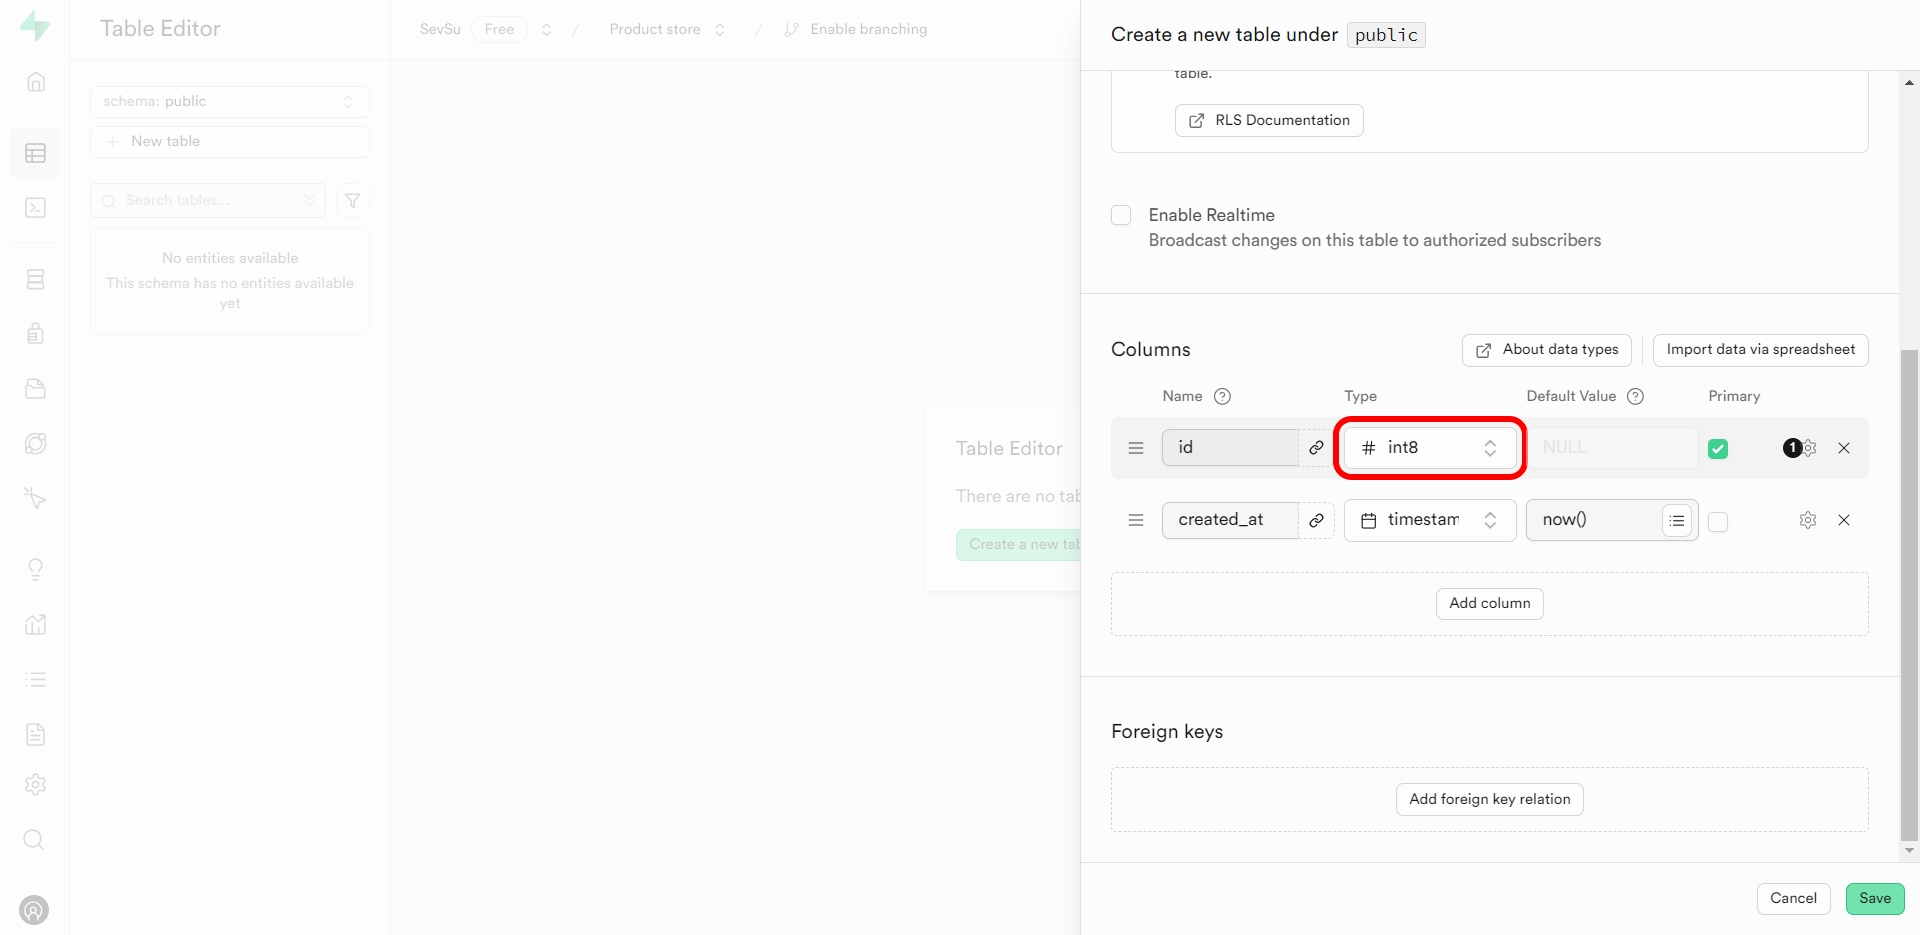 Table Editor
SevSu Free / Product store / Enable branching
schema: public
New table
Search tables...
No entities available
This schema has no entities available
yet
Table Editor
There are no tab
Create a new tab
Create a new table under public
table.
RLS Documentation
Enable Realtime
Broadcast changes on this table to authorized subscribers
Columns
About data types
Import data via spreadsheet
Name ? Type Default Value ? Primary
id # int8 NULL 1
created_at timestam now()
Add column
Foreign keys
Add foreign key relation
Cancel Save